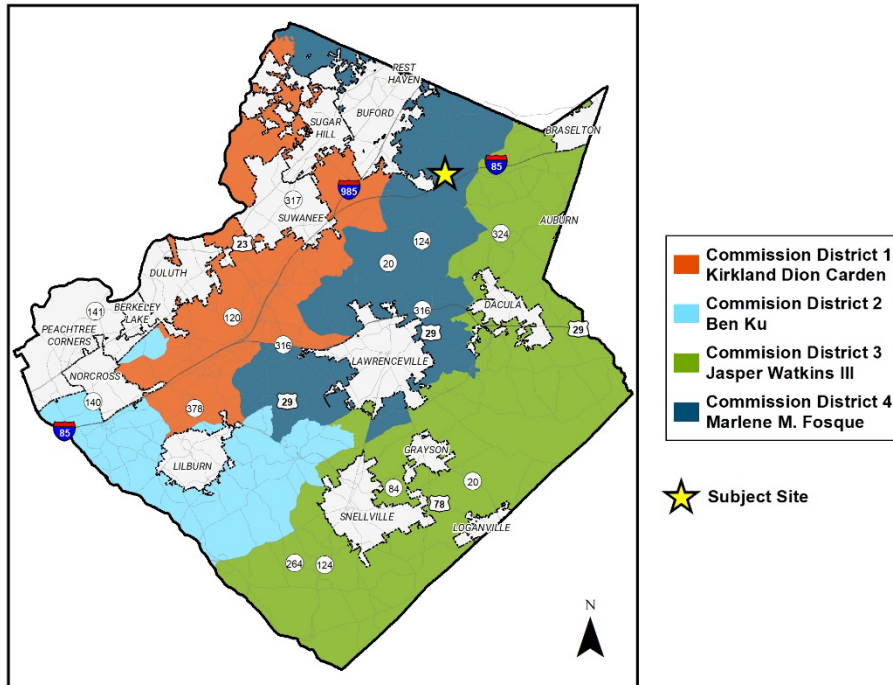 REST
HAVEN
BUFORD
SUGAR
HILL
BRASELTON
85
985
317
SUWANEE
AUBURN
324
23
124
20
DULUTH
BERKELEY
LAKE
141
PEACHTREE
CORNERS
120
316
DACULA
29
29
316
LAWRENCEVILLE
NORCROSS
140
29
378
85
LILBURN
GRAYSON
84
20
78
SNELLVILLE
LOGANVILLE
264
124
N
Commission District 1
Kirkland Dion Carden
Commision District 2
Ben Ku
Commision District 3
Jasper Watkins III
Commision District 4
Marlene M. Fosque
Subject Site